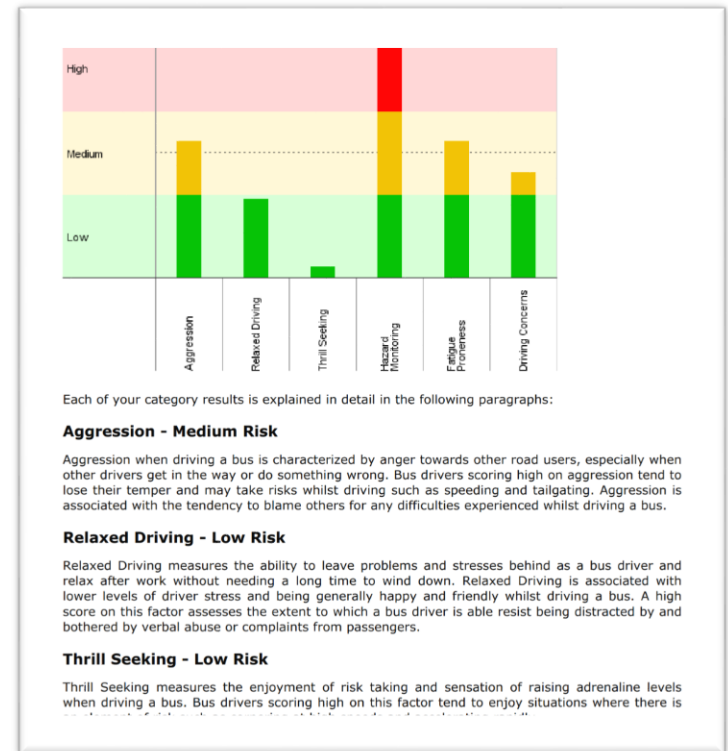 High
Medium
Low
Aggression
Relaxed Driving
Thrill Seeking
Hazard
Monitoring
Fatigue
Proneness
Driving Concerns
Each of your category results is explained in detail in the following paragraphs:
Aggression - Medium Risk
Aggression when driving a bus is characterized by anger towards other road users, especially when
other drivers get in the way or do something wrong. Bus drivers scoring high on aggression tend to
lose their temper and may take risks whilst driving such as speeding and tailgating. Aggression is
associated with the tendency to blame others for any difficulties experienced whilst driving a bus.
Relaxed Driving - Low Risk
Relaxed Driving measures the ability to leave problems and stresses behind as a bus driver and
relax after work without needing a long time to wind down. Relaxed Driving is associated with
lower levels of driver stress and being generally happy and friendly whilst driving a bus. A high
score on this factor assesses the extent to which a bus driver is able resist being distracted by and
bothered by verbal abuse or complaints from passengers.
Thrill Seeking - Low Risk
Thrill Seeking measures the enjoyment of risk taking and sensation of raising adrenaline levels
when driving a bus. Bus drivers scoring high on this factor tend to enjoy situations where there is